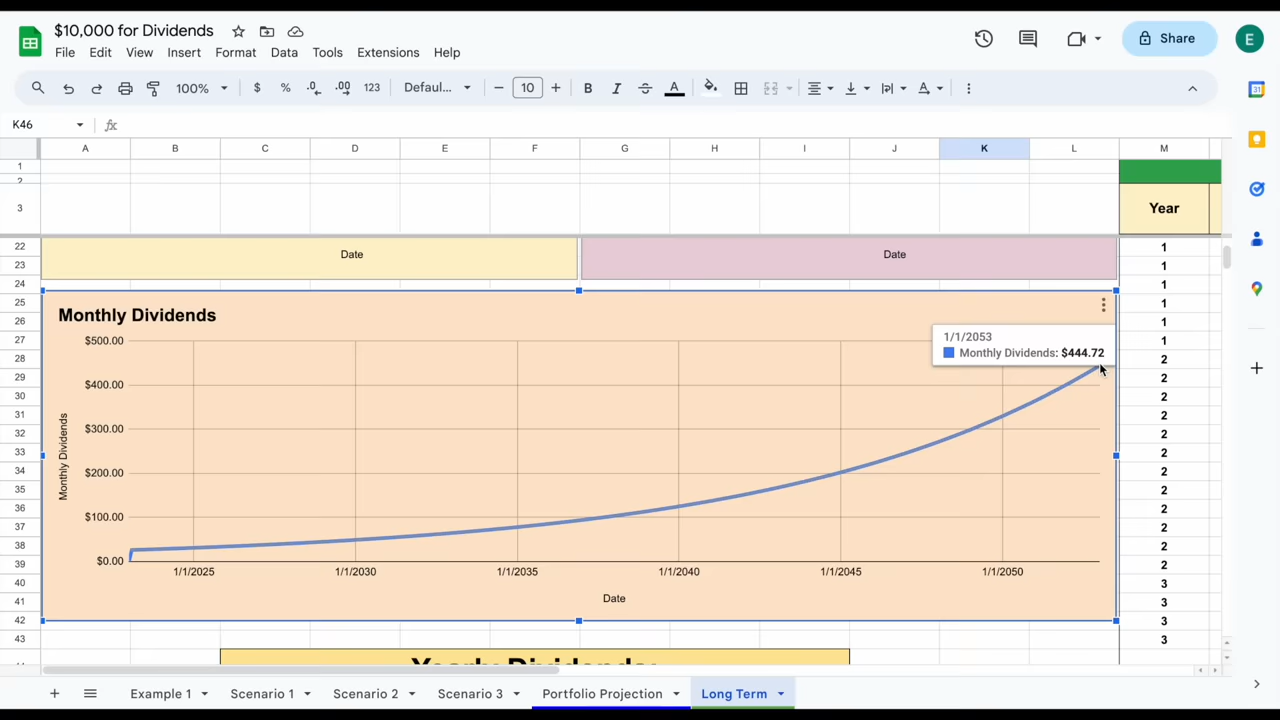 $10,000 for Dividends
File Edit View Insert Format Data Tools Extensions Help
Share
E
100% $ % .0 .00 123 Defaul... 10 B I S A
31
K46 fx
A B C D E F G H I J K L M
1
2
3
Year
22 Date Date 1
23 1
24 1
25 Monthly Dividends 1
26 1
1/1/2053
Monthly Dividends: $444.72
27 $500.00 1
28 2
29 $400.00 2
30 2
31 $300.00 2
32 2
33 $200.00 2
34 2
35 2
36 $100.00 2
37 2
38 2
39 $0.00 2
Monthly Dividends
1/1/2025 1/1/2030 1/1/2035 1/1/2040 1/1/2045 1/1/2050
40 3
41 Date 3
42 3
43 3
Example 1 Scenario 1 Scenario 2 Scenario 3 Portfolio Projection Long Term